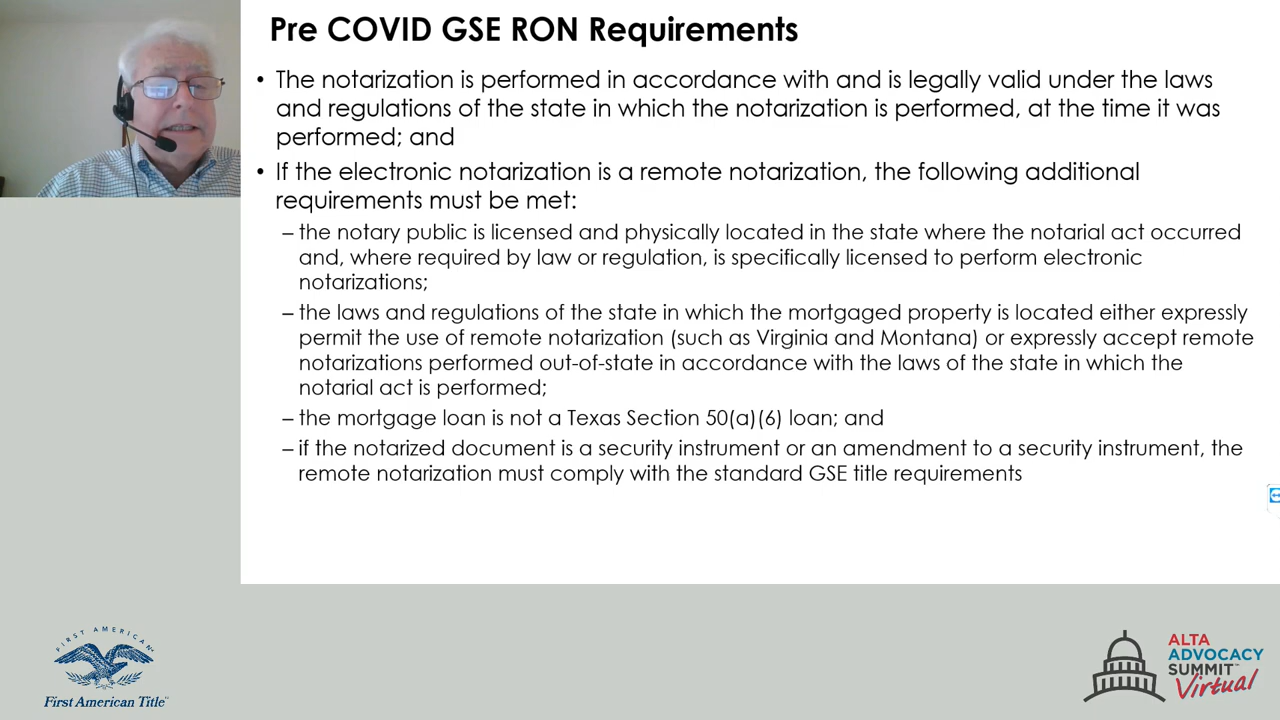 Pre COVID GSE RON Requirements
• The notarization is performed in accordance with and is legally valid under the laws
and regulations of the state in which the notarization is performed, at the time it was
performed; and
• If the electronic notarization is a remote notarization, the following additional
requirements must be met:
– the notary public is licensed and physically located in the state where the notarial act occurred
and, where required by law or regulation, is specifically licensed to perform electronic
notarizations;
– the laws and regulations of the state in which the mortgaged property is located either expressly
permit the use of remote notarization (such as Virginia and Montana) or expressly accept remote
notarizations performed out-of-state in accordance with the laws of the state in which the
notarial act is performed;
– the mortgage loan is not a Texas Section 50(a)(6) loan; and
– if the notarized document is a security instrument or an amendment to a security instrument, the
remote notarization must comply with the standard GSE title requirements
FIRST AMERICAN
First American Title
ALTA
ADVOCACY
SUMMIT™
Virtual